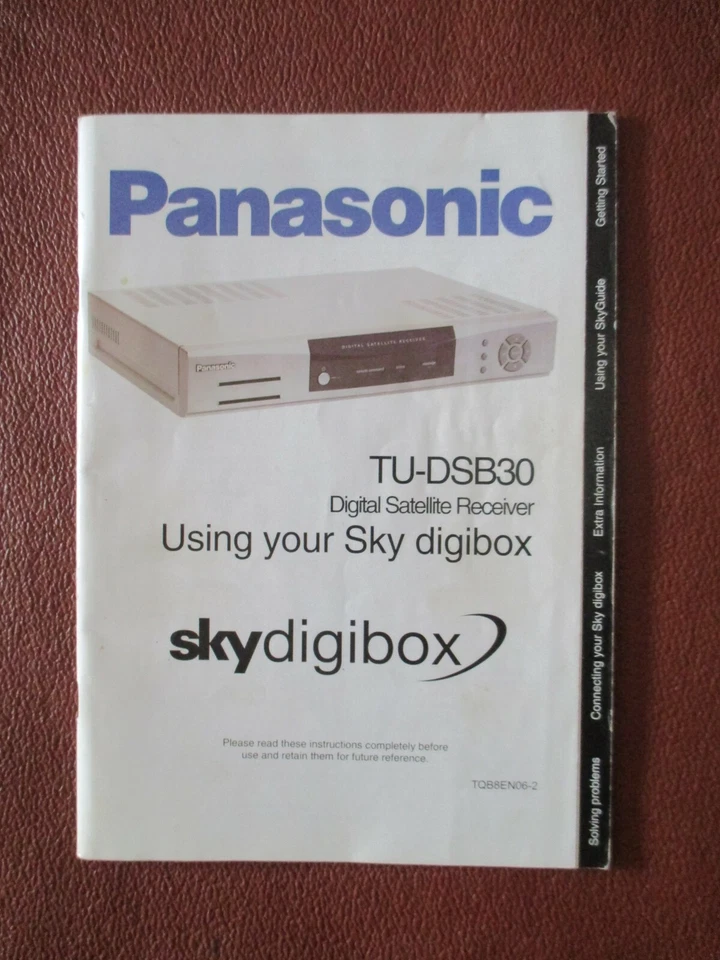 Panasonic
DIGITAL SATELLITE RECEIVER
Panasonic
TU-DSB30
Digital Satellite Receiver
Using your Sky digibox
skydigibox
Please read these instructions completely before
use and retain them for future reference.
TQB8EN06-2
Getting Started
Using your SkyGuide
Extra Information
Connecting your Sky digibox
Solving problems